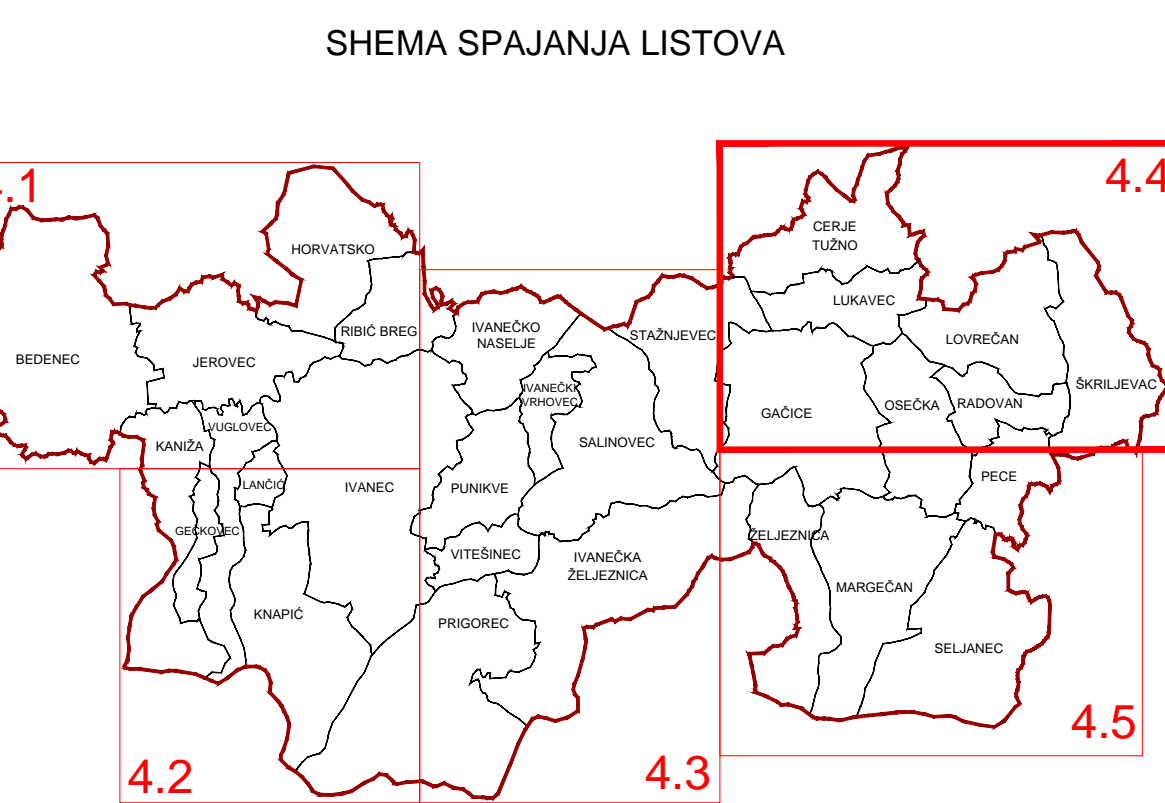 SHEMA SPAJANJA LISTOVA
4.1
4.4
CERJE
TUŽNO
HORVATSKO
LUKAVEC
RIBIĆ BREG
IVANEČKO
NASELJE
STAŽNJEVEC
LOVREČAN
BEDENEC
JEROVEC
ŠKRILJEVAC
IVANEČKI
VRHOVEC
GAČICE
OSEČKA
RADOVAN
VUGLOVEC
KANIŽA
SALINOVEC
LANČIĆ
IVANEC
PUNIKVE
PECE
GEČKOVEC
ŽELJEZNICA
VITEŠINEC
IVANEČKA
ŽELJEZNICA
MARGEČAN
KNAPIĆ
PRIGOREC
SELJANEC
4.5
4.2
4.3